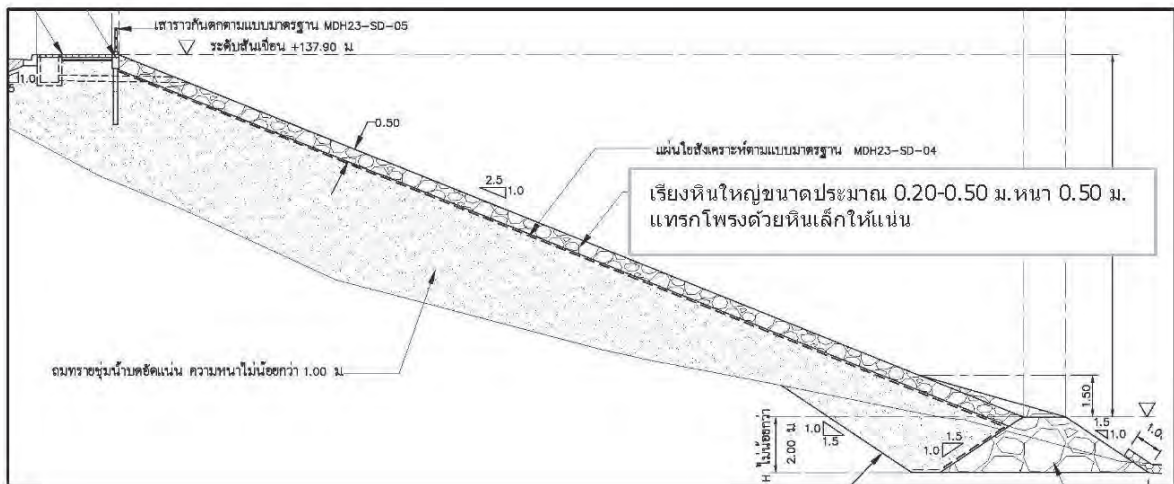 เสาราวกันตกตามแบบมาตรฐาน MDH23-SD-05
ระดับสันเขื่อน +137.90 ม
1.0
5
0.50
แผ่นใยสังเคราะห์ตามแบบมาตรฐาน MDH23-SD-04
2.5
1.0
เรียงหินใหญ่ขนาดประมาณ 0.20-0.50 ม.หนา 0.50 ม.
แทรกโพรงด้วยหินเล็กให้แน่น
ถมทรายชุ่มน้ำบดอัดแน่น ความหนาไม่น้อยกว่า 1.00 ม
1.50
H ไม่น้อยกว่า
2.00 ม.
1.0
1.5
1.5
1.0
1.5
1.0
1.0